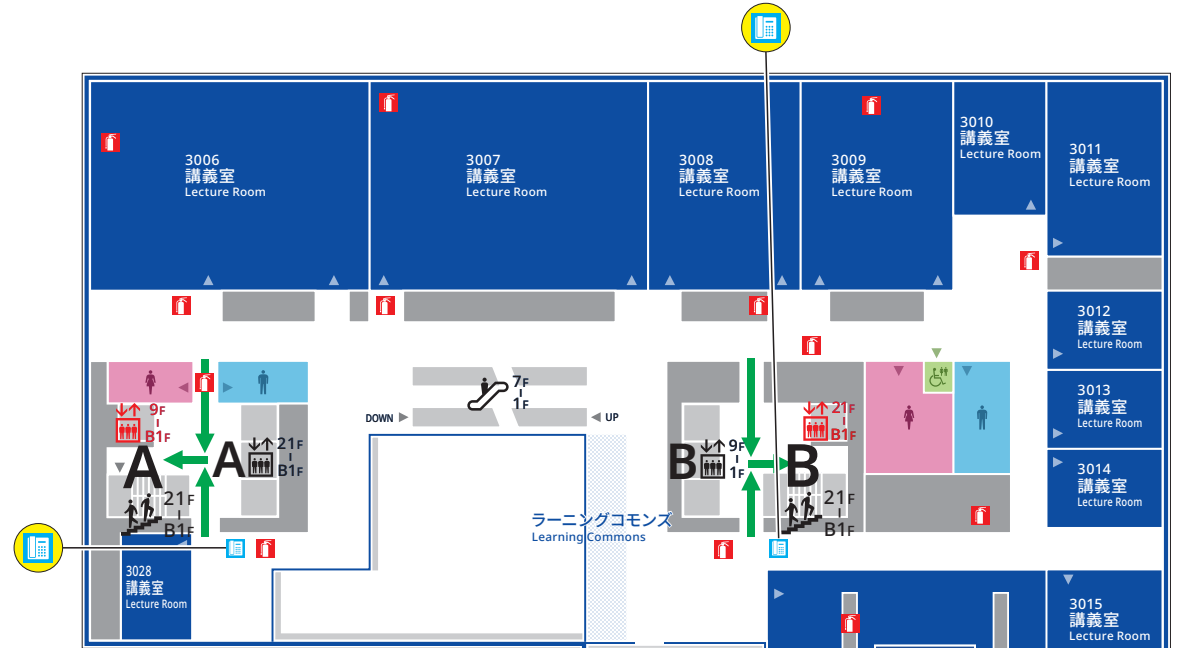 3006
講義室
Lecture Room
3007
講義室
Lecture Room
3008
講義室
Lecture Room
3009
講義室
Lecture Room
3010
講義室
Lecture Room
3011
講義室
Lecture Room
3012
講義室
Lecture Room
3013
講義室
Lecture Room
3014
講義室
Lecture Room
9F
B1F
A
21F
B1F
A
21F
B1F
7F
1F
DOWN
UP
B
9F
1F
21F
B1F
B
21F
B1F
ラーニングコモンズ
Learning Commons
3028
講義室
Lecture Room
3015
講義室
Lecture Room